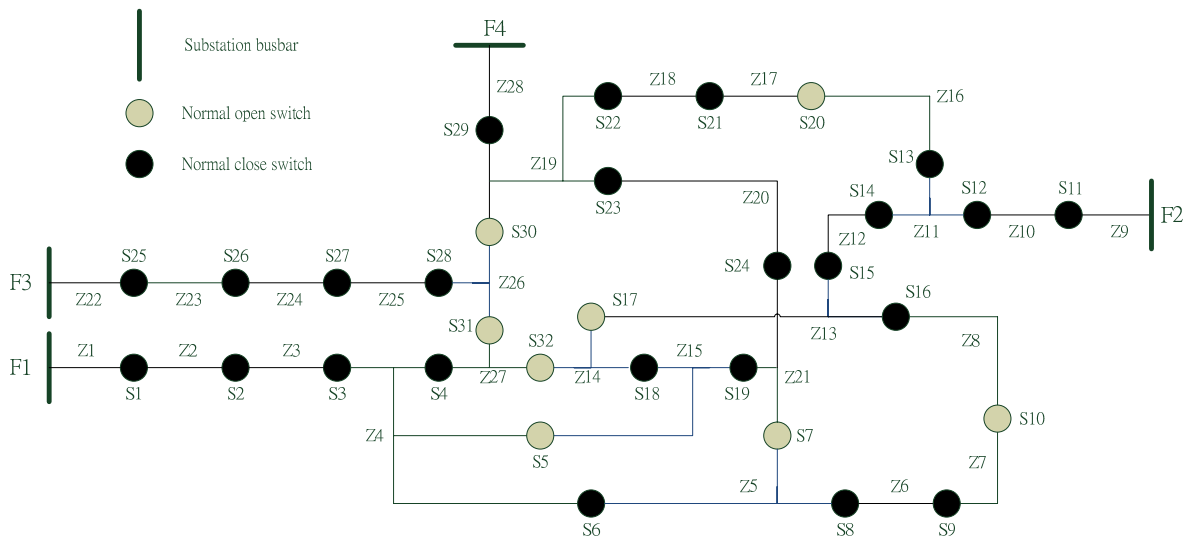 F4
Substation busbar
Z28
Z18
Z17
Z16
Normal open switch
S22
S21
S20
S29
Normal close switch
Z19
S13
S23
Z20
S14
S12
S11
F2
S30
Z12
Z11
Z10
Z9
S25
S26
S27
S28
S24
S15
F3
Z26
S16
Z22
Z23
Z24
Z25
S17
S31
Z13
Z8
S32
Z1
Z2
Z3
Z15
F1
Z27
Z14
Z21
S1
S2
S3
S4
S18
S19
S10
Z4
S7
S5
Z7
Z5
Z6
S6
S8
S9